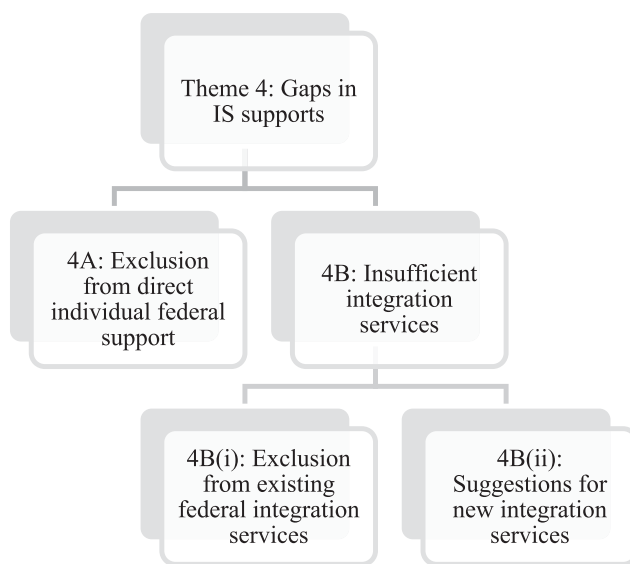 Theme 4: Gaps in
IS supports
4A: Exclusion
from direct
individual federal
support
4B: Insufficient
integration
services
4B(i): Exclusion
from existing
federal integration
services
4B(ii):
Suggestions for
new integration
services